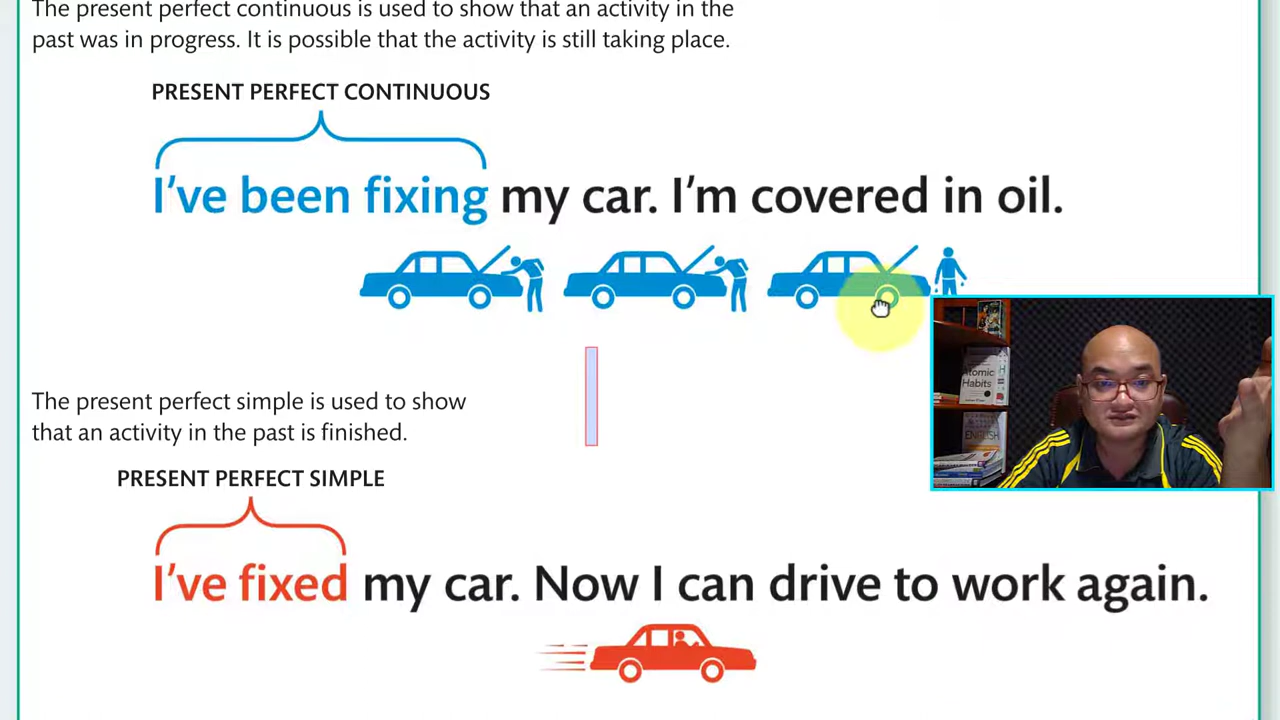 The present perfect continuous is used to show that an activity in the
past was in progress. It is possible that the activity is still taking place.
PRESENT PERFECT CONTINUOUS
I've been fixing my car. I'm covered in oil.
The present perfect simple is used to show
that an activity in the past is finished.
PRESENT PERFECT SIMPLE
I've fixed my car. Now I can drive to work again.
Atomic
Habits
ENGLISH